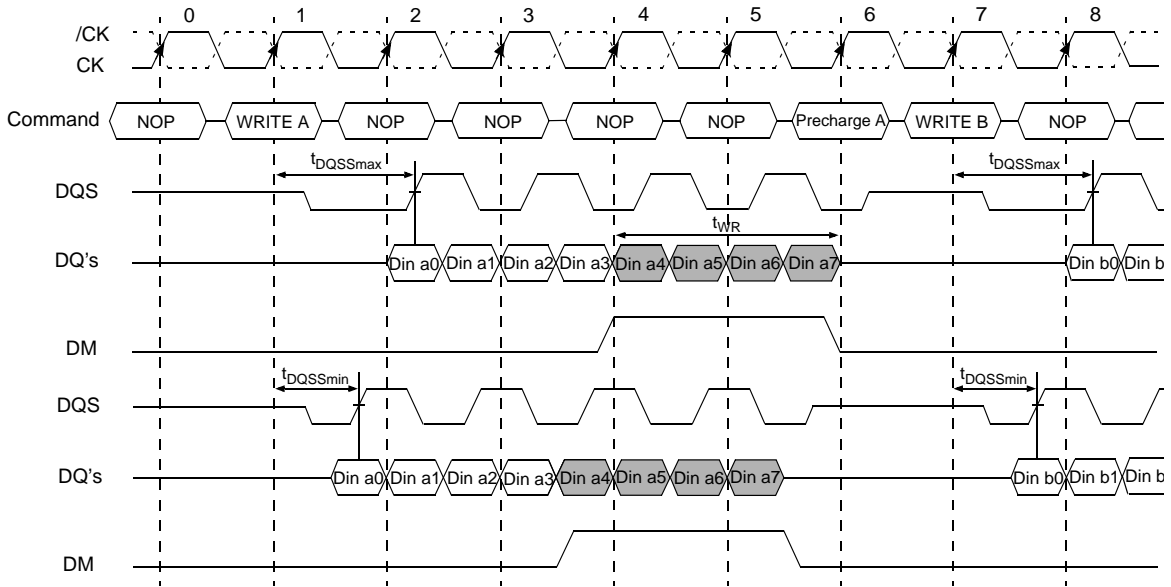 0 1 2 3 4 5 6 7 8
/CK
CK
Command NOP WRITE A NOP NOP NOP NOP Precharge A WRITE B NOP
tDQSSmax tDQSSmax
DQS
tWR
DQ's Din a0 Din a1 Din a2 Din a3 Din a4 Din a5 Din a6 Din a7 Din b0 Din b
DM
tDQSSmin tDQSSmin
DQS
DQ's Din a0 Din a1 Din a2 Din a3 Din a4 Din a5 Din a6 Din a7 Din b0 Din b1 Din b
DM